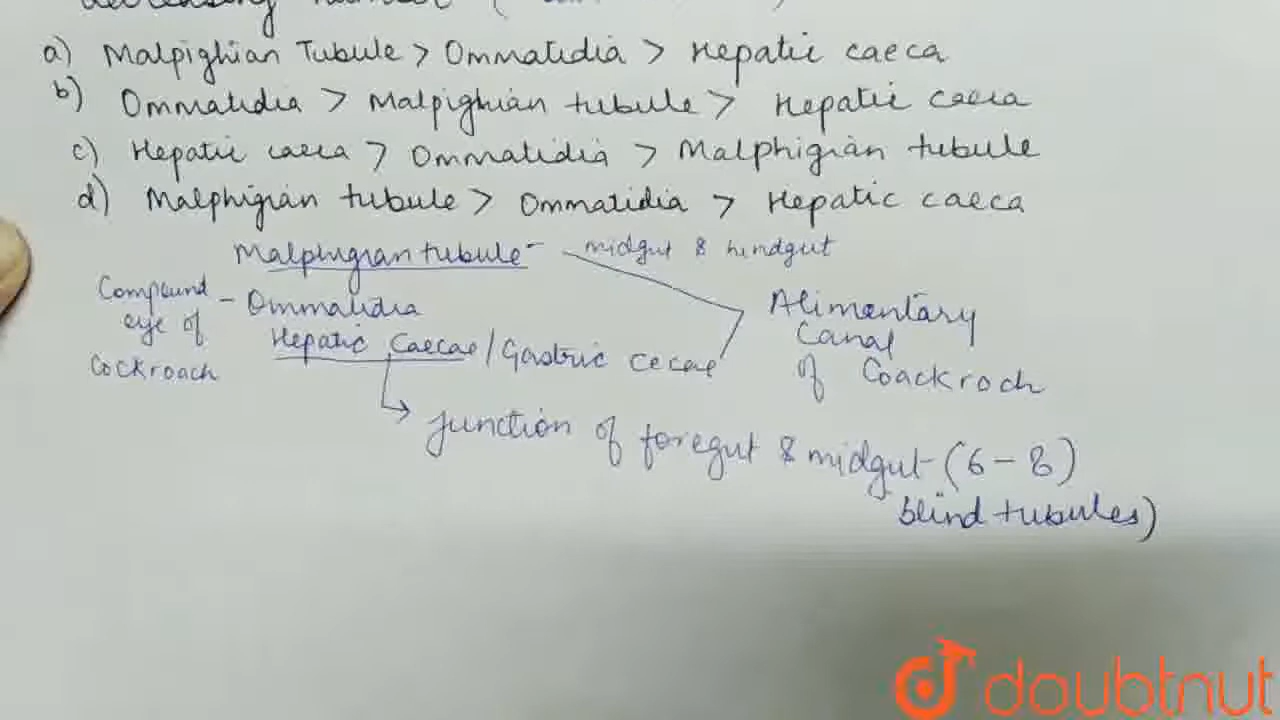 decreasing number (
a) Malpighian Tubule > Ommatidia > Hepatic caeca
b) Ommatidia > Malpighian tubule > Hepatic caeca
c) Hepatic caeca > Ommatidia > Malphigian tubule
d) Malphigian tubule > Ommatidia > Hepatic caeca
Malphigian tubule - midgut & hindgut
Compound eye of Cockroach - Ommatidia
Hepatic Caecae / Gastric cecae
Alimentary
Canal
of Coackroch
junction of foregut & midgut - (6-8)
blind tubules)
doubtnut